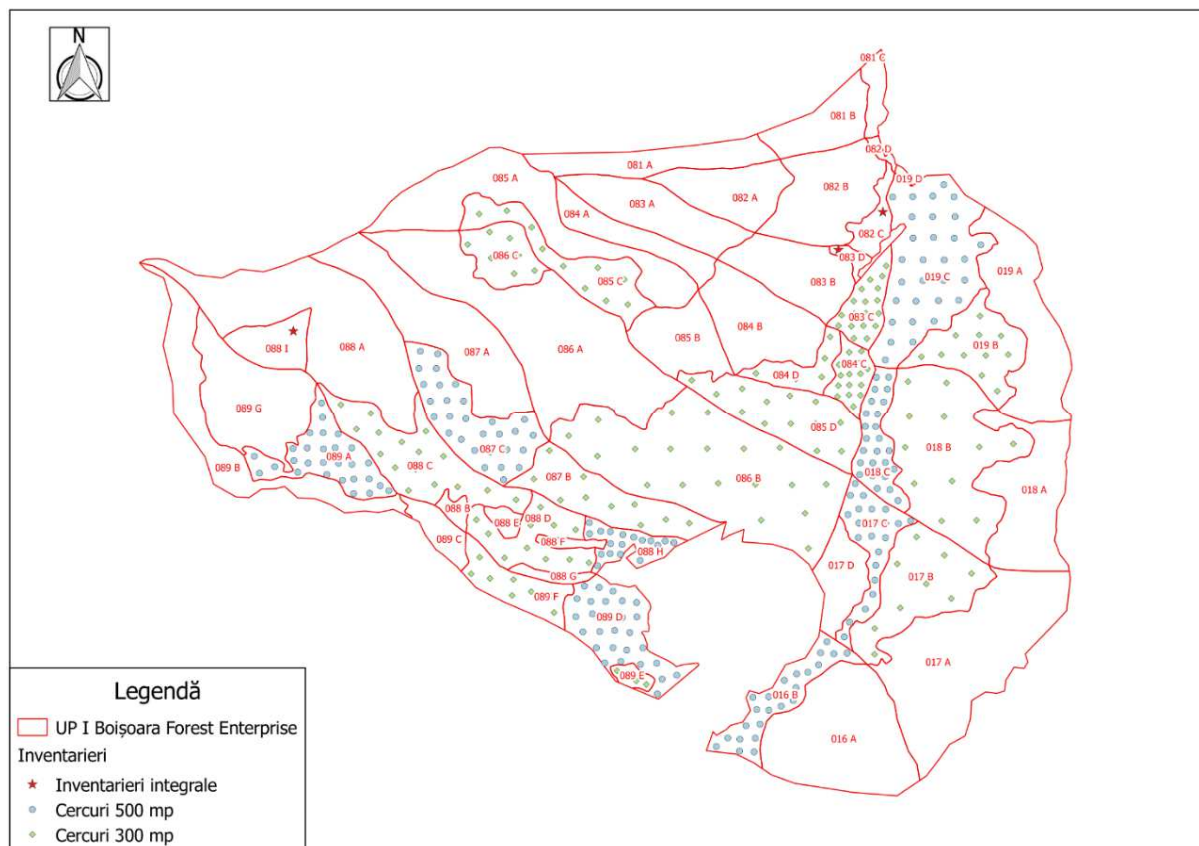 N
081 C
081 B
082 D
081 A
019 D
085 A
082 B
082 A
083 A
084 A
082 C
086 C
083 D
019 A
085 C
083 B
019 C
083 C
084 B
088 I
088 A
087 A
086 A
085 B
019 B
084 C
084 D
089 G
085 D
018 B
087 C
089 A
088 C
089 B
018 C
087 B
086 B
018 A
088 B
088 E
088 D
017 C
089 C
088 F
088 H
017 D
088 G
017 B
089 F
089 D
017 A
089 E
016 B
016 A
Legendă
UP I Boișoara Forest Enterprise
Inventarieri
Inventarieri integrale
Cercuri 500 mp
Cercuri 300 mp